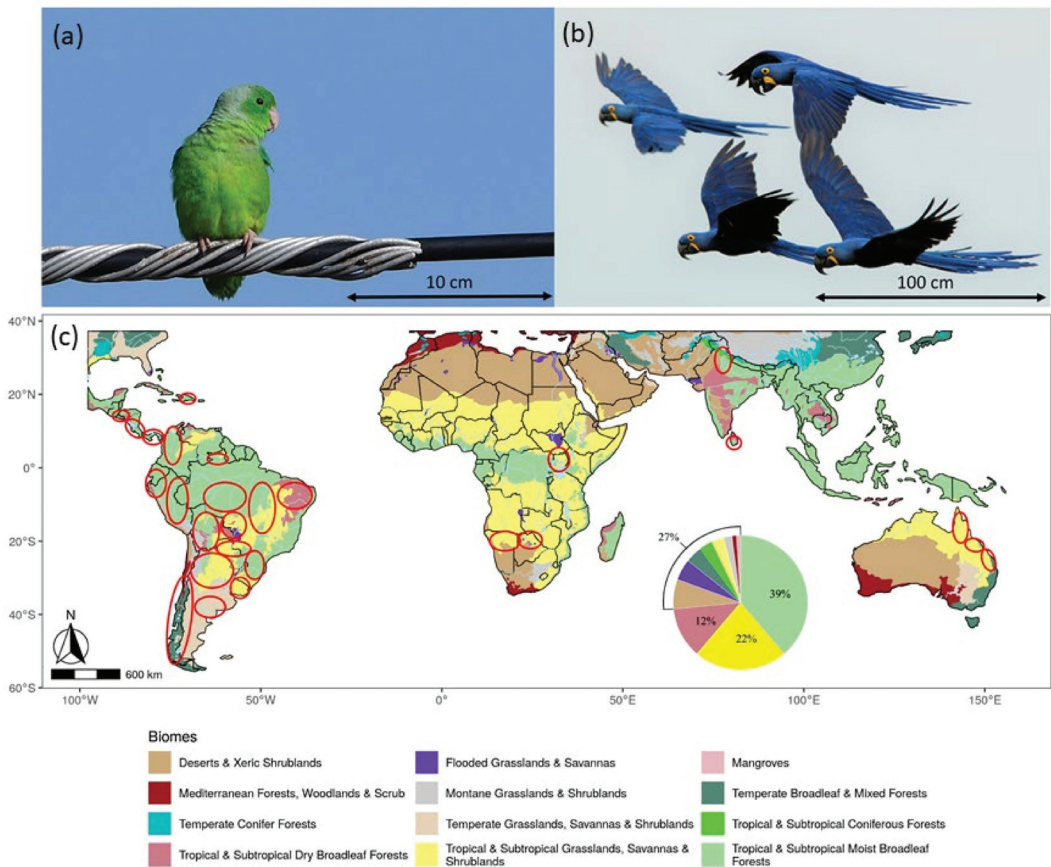 (a)
(b)
10 cm
100 cm
(c)
40°N
20°N
0°
20°S
40°S
60°S
27%
39%
12%
22%
N
600 km
100°W
50°W
0°
50°E
100°E
150°E
Biomes
Deserts & Xeric Shrublands
Flooded Grasslands & Savannas
Mangroves
Mediterranean Forests, Woodlands & Scrub
Montane Grasslands & Shrublands
Temperate Broadleaf & Mixed Forests
Temperate Conifer Forests
Temperate Grasslands, Savannas & Shrublands
Tropical & Subtropical Coniferous Forests
Tropical & Subtropical Dry Broadleaf Forests
Tropical & Subtropical Grasslands, Savannas &
Shrublands
Tropical & Subtropical Moist Broadleaf
Forests